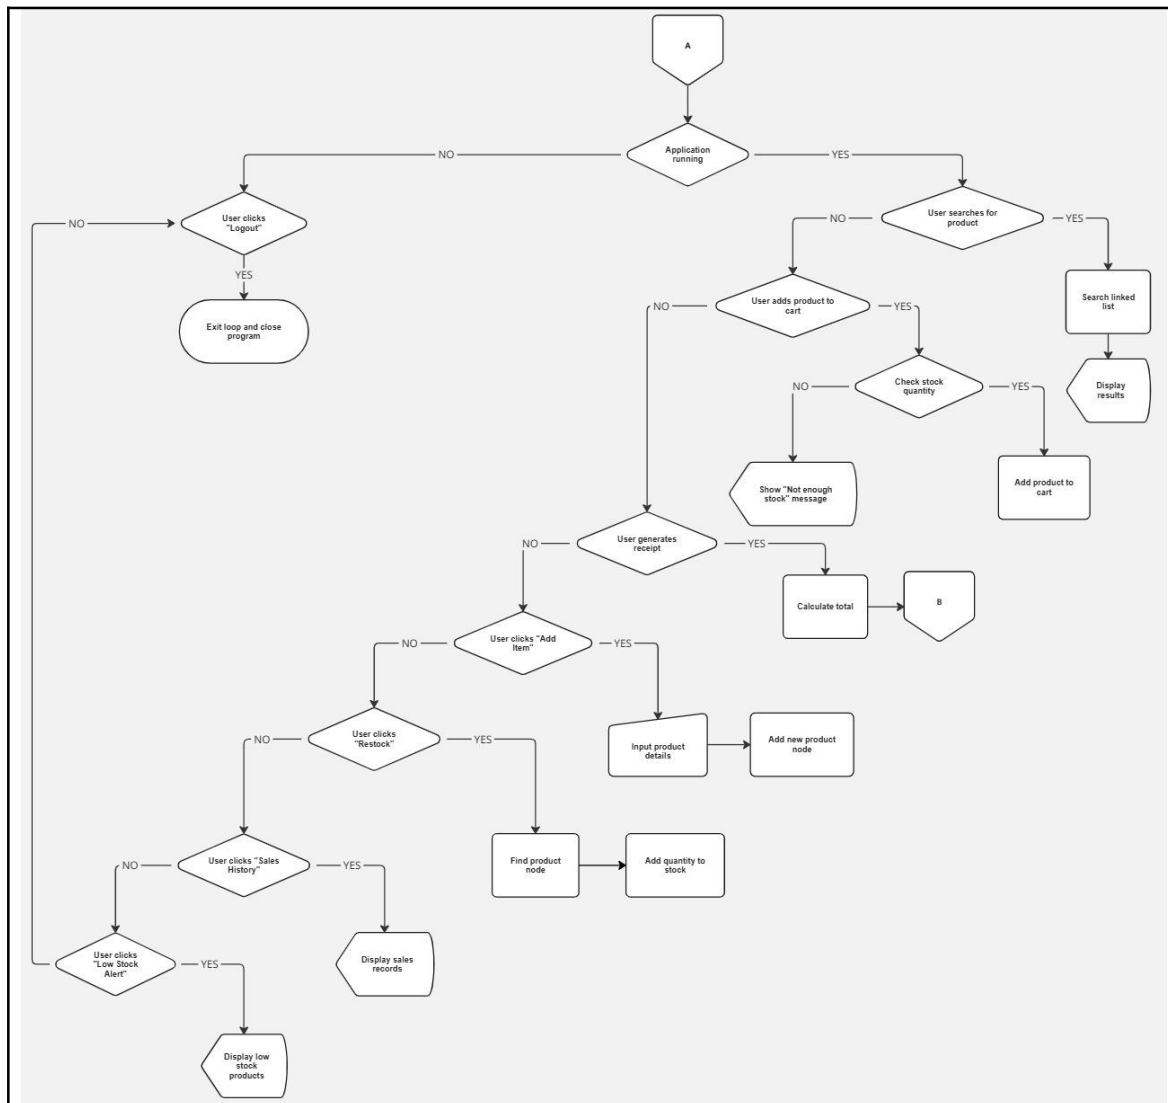 A
Application
running
NO
YES
User clicks
"Logout"
NO
YES
Exit loop and close
program
User searches for
product
NO
YES
Search linked
list
Display
results
User adds product to
cart
NO
YES
Check stock
quantity
NO
YES
Show "Not enough
stock" message
Add product to
cart
User generates
receipt
NO
YES
Calculate total
B
User clicks "Add
Item"
NO
YES
Input product
details
Add new product
node
User clicks
"Restock"
NO
YES
Find product
node
Add quantity to
stock
User clicks "Sales
History"
NO
YES
Display sales
records
User clicks
"Low Stock
Alert"
YES
Display low
stock
products